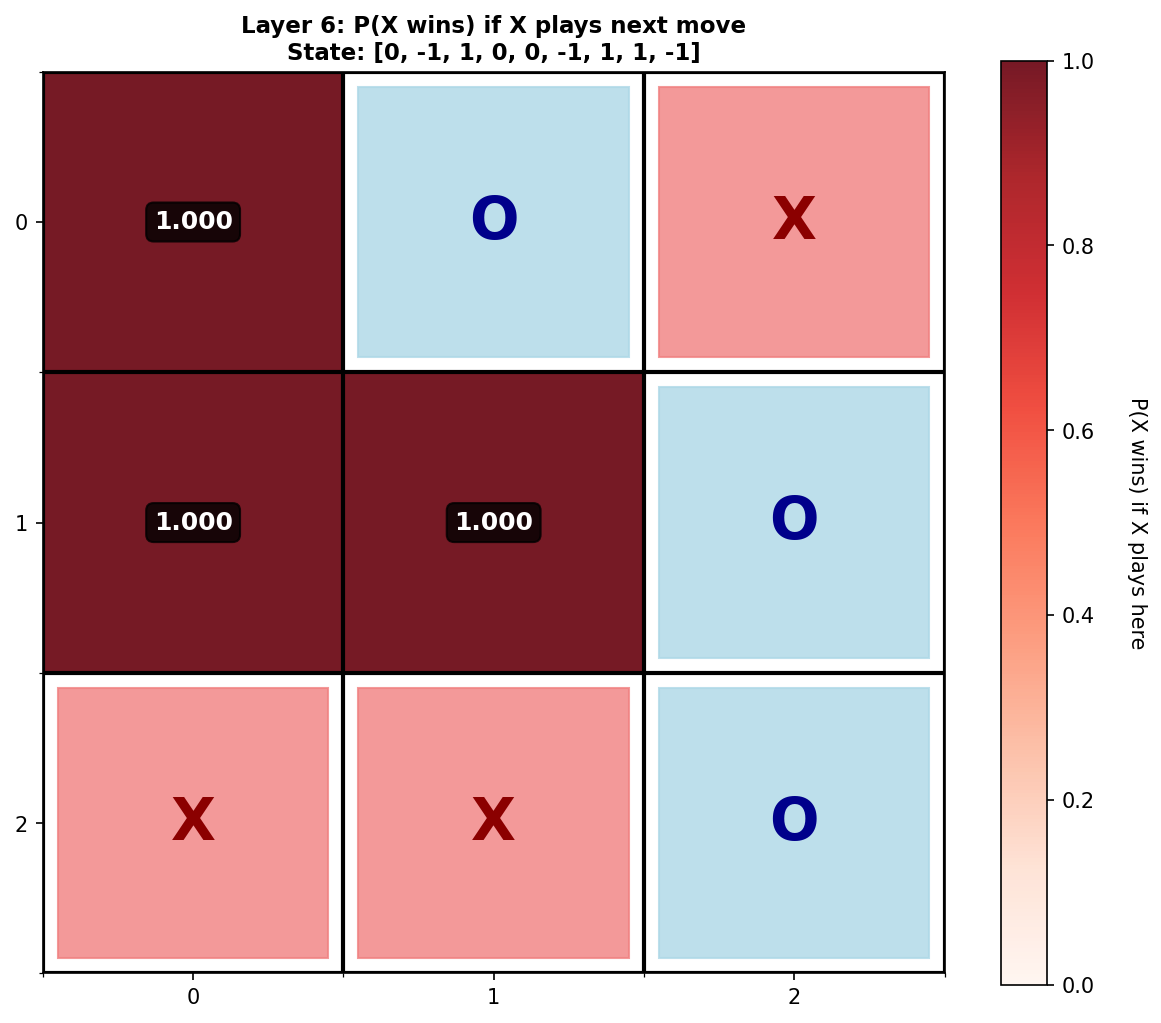 Layer 6: P(X wins) if X plays next move
State: [0, -1, 1, 0, 0, -1, 1, 1, -1]
1.000
O
X
1.000
1.000
O
X
X
O
0
1
2
0
1
2
1.0
0.8
0.6
0.4
0.2
0.0
P(X wins) if X plays here